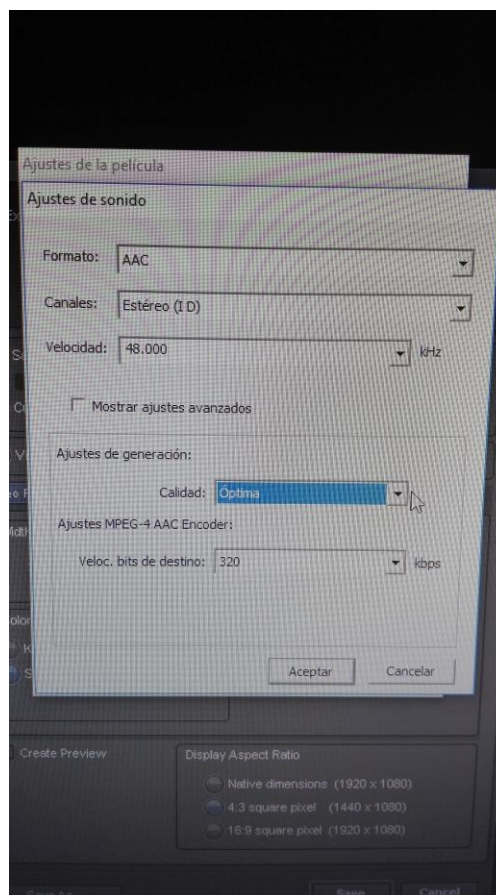 Ajustes de la película
Ajustes de sonido
Formato: AAC
Canales: Estéreo (I D)
Velocidad: 48.000 kHz
Mostrar ajustes avanzados
Ajustes de generación:
Calidad: Óptima
Ajustes MPEG-4 AAC Encoder:
Veloc. bits de destino: 320 kbps
Aceptar Cancelar
Create Preview
Display Aspect Ratio
Native dimensions (1920 x 1080)
4:3 square pixel (1440 x 1080)
16:9 square pixel (1920 x 1080)
Save Cancel